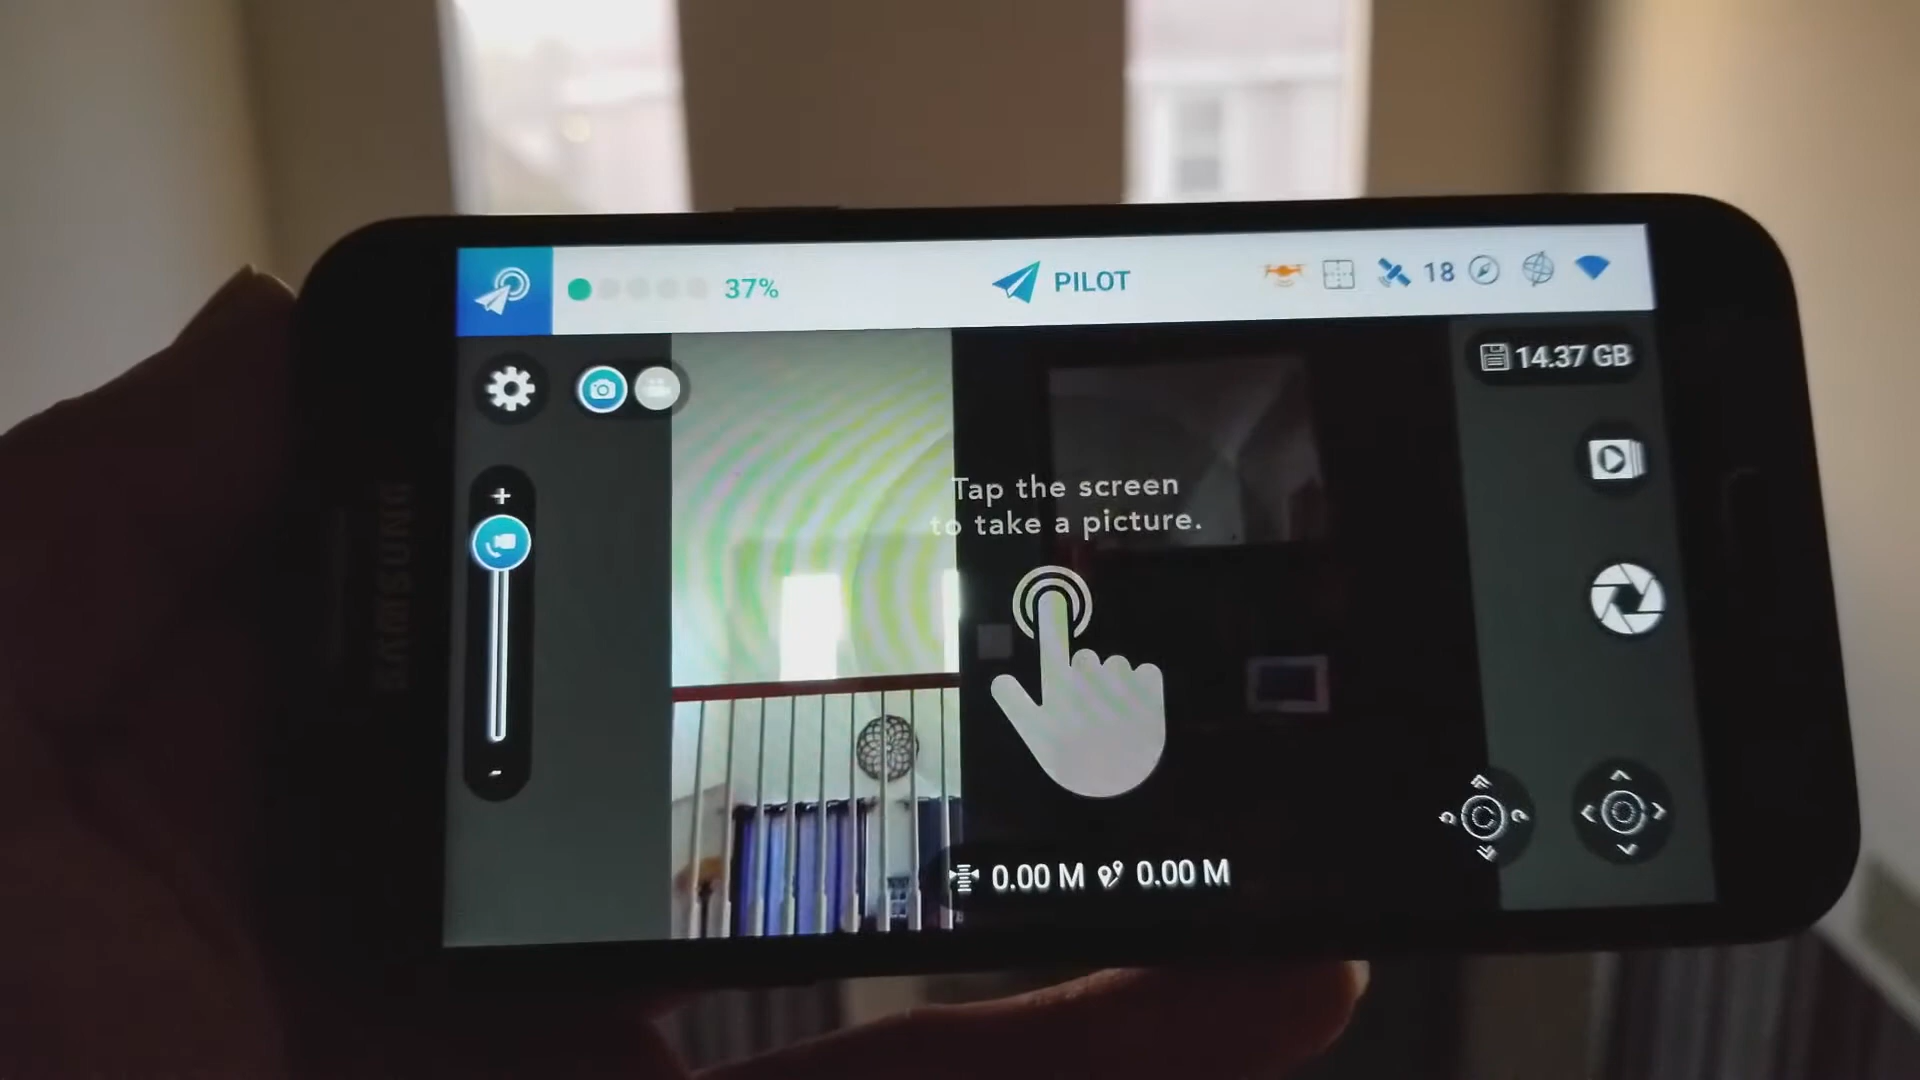 37%
PILOT
18
14.37 GB
Tap the screen
to take a picture.
+
-
0.00 M 0.00 M
SAMSUNG